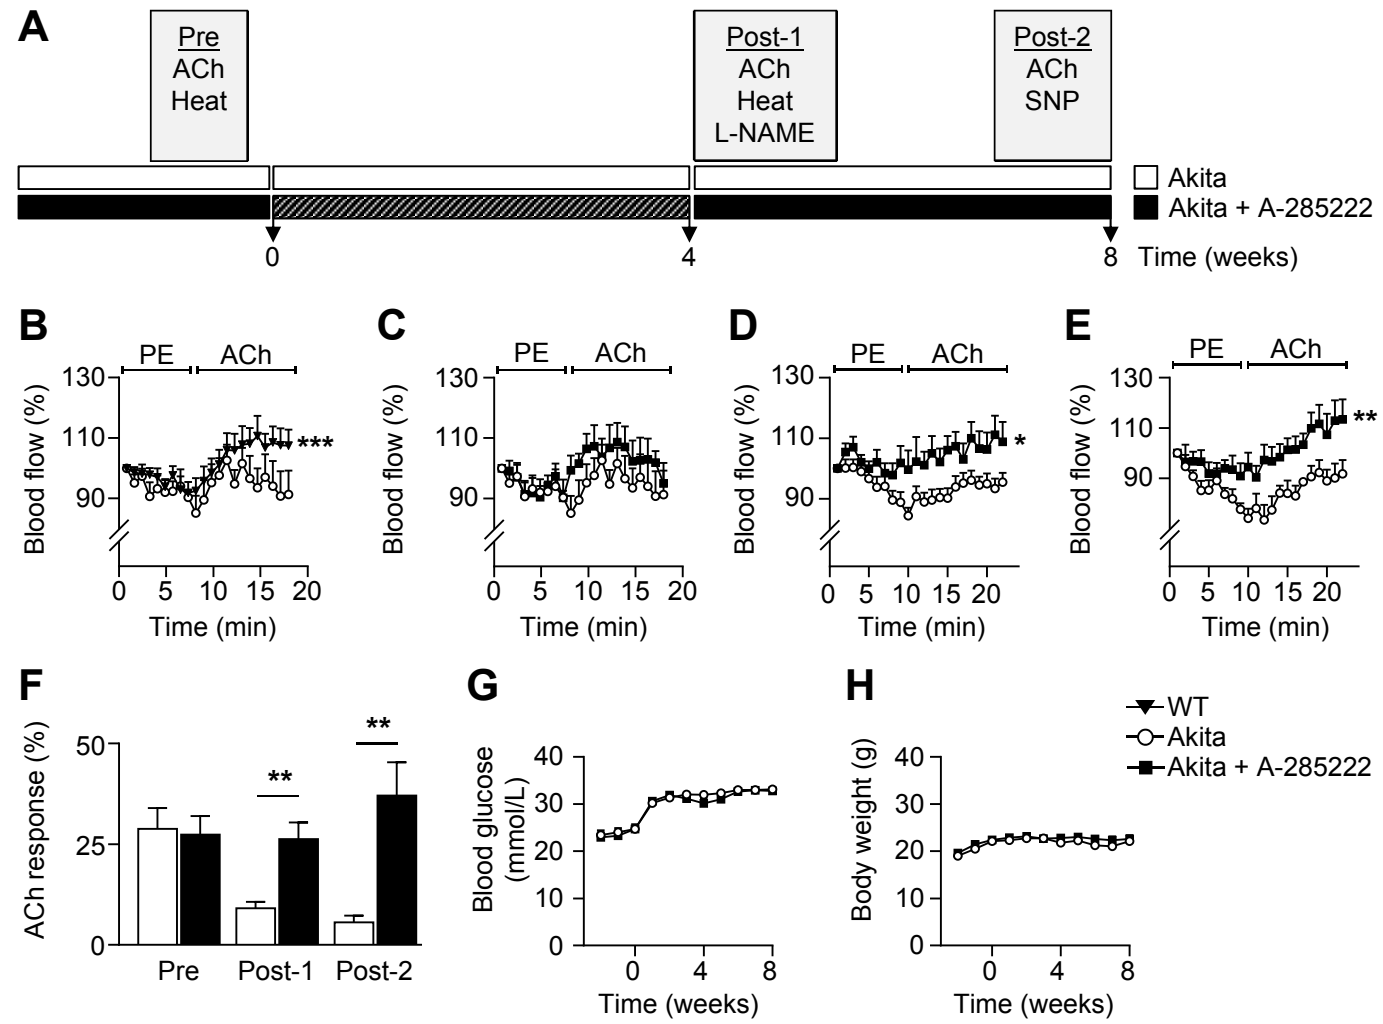 A
Pre
ACh
Heat
Post-1
ACh
Heat
L-NAME
Post-2
ACh
SNP
Akita
Akita + A-285222
0
4
8
Time (weeks)
B
PE
ACh
130
110
90
Blood flow (%)
***
0
5
10
15
20
Time (min)
C
PE
ACh
130
110
90
Blood flow (%)
0
5
10
15
20
Time (min)
D
PE
ACh
130
110
90
Blood flow (%)
*
0
5
10
15
20
Time (min)
E
PE
ACh
130
110
90
Blood flow (%)
**
0
5
10
15
20
Time (min)
F
ACh response (%)
50
25
0
**
**
Pre
Post-1
Post-2
G
Blood glucose
(mmol/L)
40
30
20
10
0
0
4
8
Time (weeks)
H
Body weight (g)
40
30
20
10
0
0
4
8
Time (weeks)
WT
Akita
Akita + A-285222